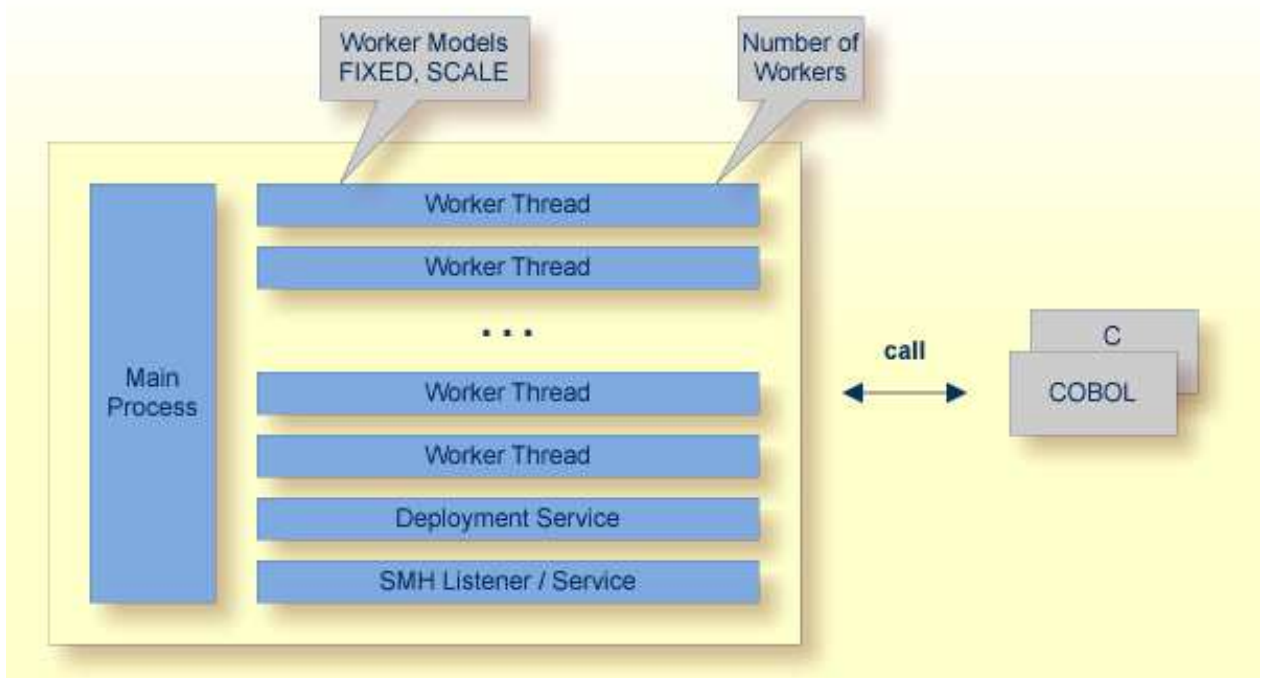 Worker Models
FIXED, SCALE
Number of
Workers
Worker Thread
Worker Thread
...
Main
Process
Worker Thread
Worker Thread
Deployment Service
SMH Listener / Service
call
C
COBOL